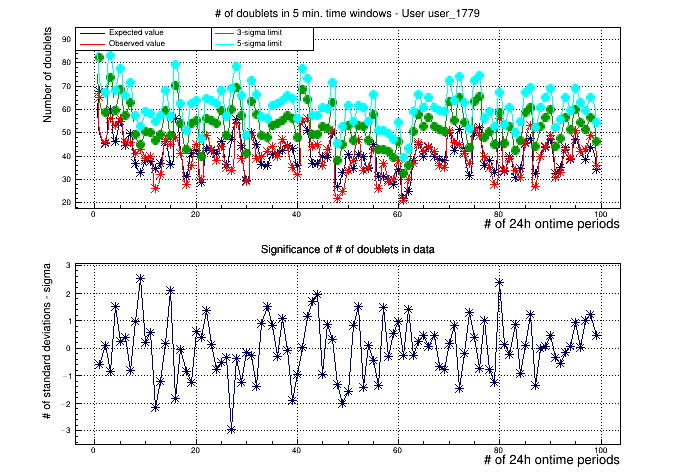 # of doublets in 5 min. time windows - User user_1779
Number of doublets
Expected value
Observed value
3-sigma limit
5-sigma limit
90
80
70
60
50
40
30
20
0 20 40 60 80 100
# of 24h ontime periods
Significance of # of doublets in data
# of standard deviations - sigma
3
2
1
0
−1
−2
−3
0 20 40 60 80 100
# of 24h ontime periods